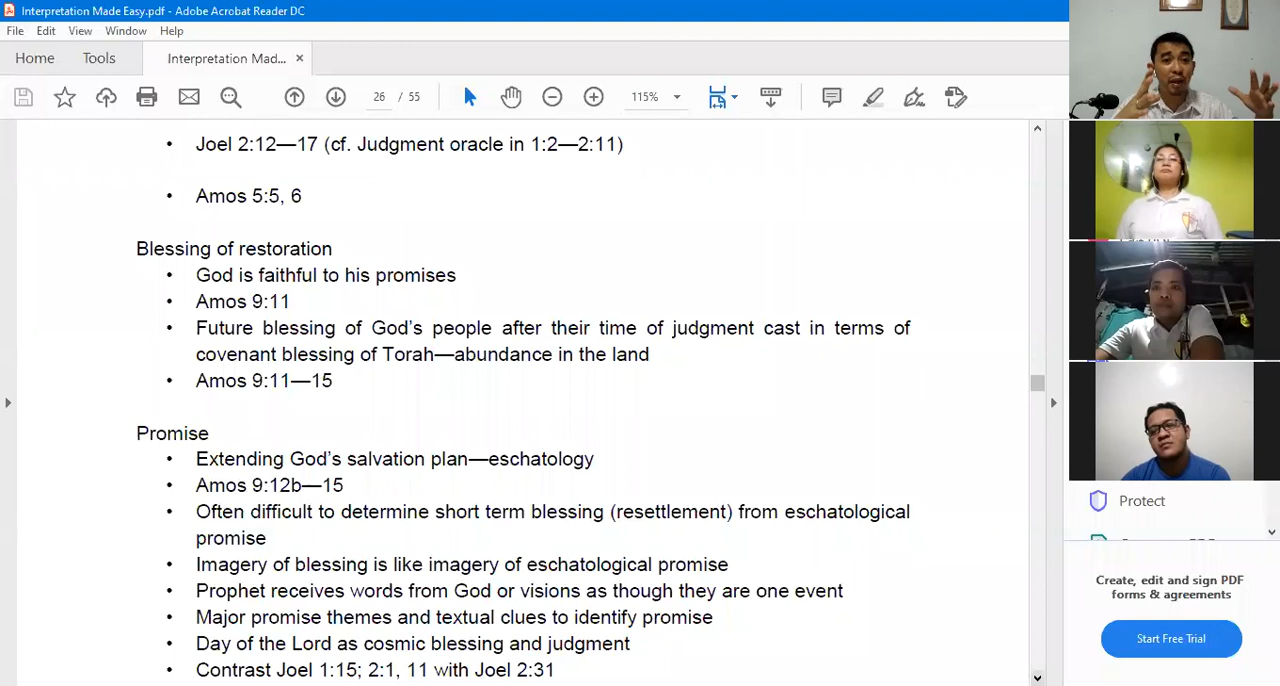 Interpretation Made Easy.pdf - Adobe Acrobat Reader DC
File Edit View Window Help
Home Tools Interpretation Mad... ×
26 / 55 115%
• Joel 2:12—17 (cf. Judgment oracle in 1:2—2:11)
• Amos 5:5, 6
Blessing of restoration
• God is faithful to his promises
• Amos 9:11
• Future blessing of God's people after their time of judgment cast in terms of
covenant blessing of Torah—abundance in the land
• Amos 9:11—15
Promise
• Extending God's salvation plan—eschatology
• Amos 9:12b—15
• Often difficult to determine short term blessing (resettlement) from eschatological
promise
• Imagery of blessing is like imagery of eschatological promise
• Prophet receives words from God or visions as though they are one event
• Major promise themes and textual clues to identify promise
• Day of the Lord as cosmic blessing and judgment
• Contrast Joel 1:15; 2:1, 11 with Joel 2:31
Protect
Create, edit and sign PDF
forms & agreements
Start Free Trial